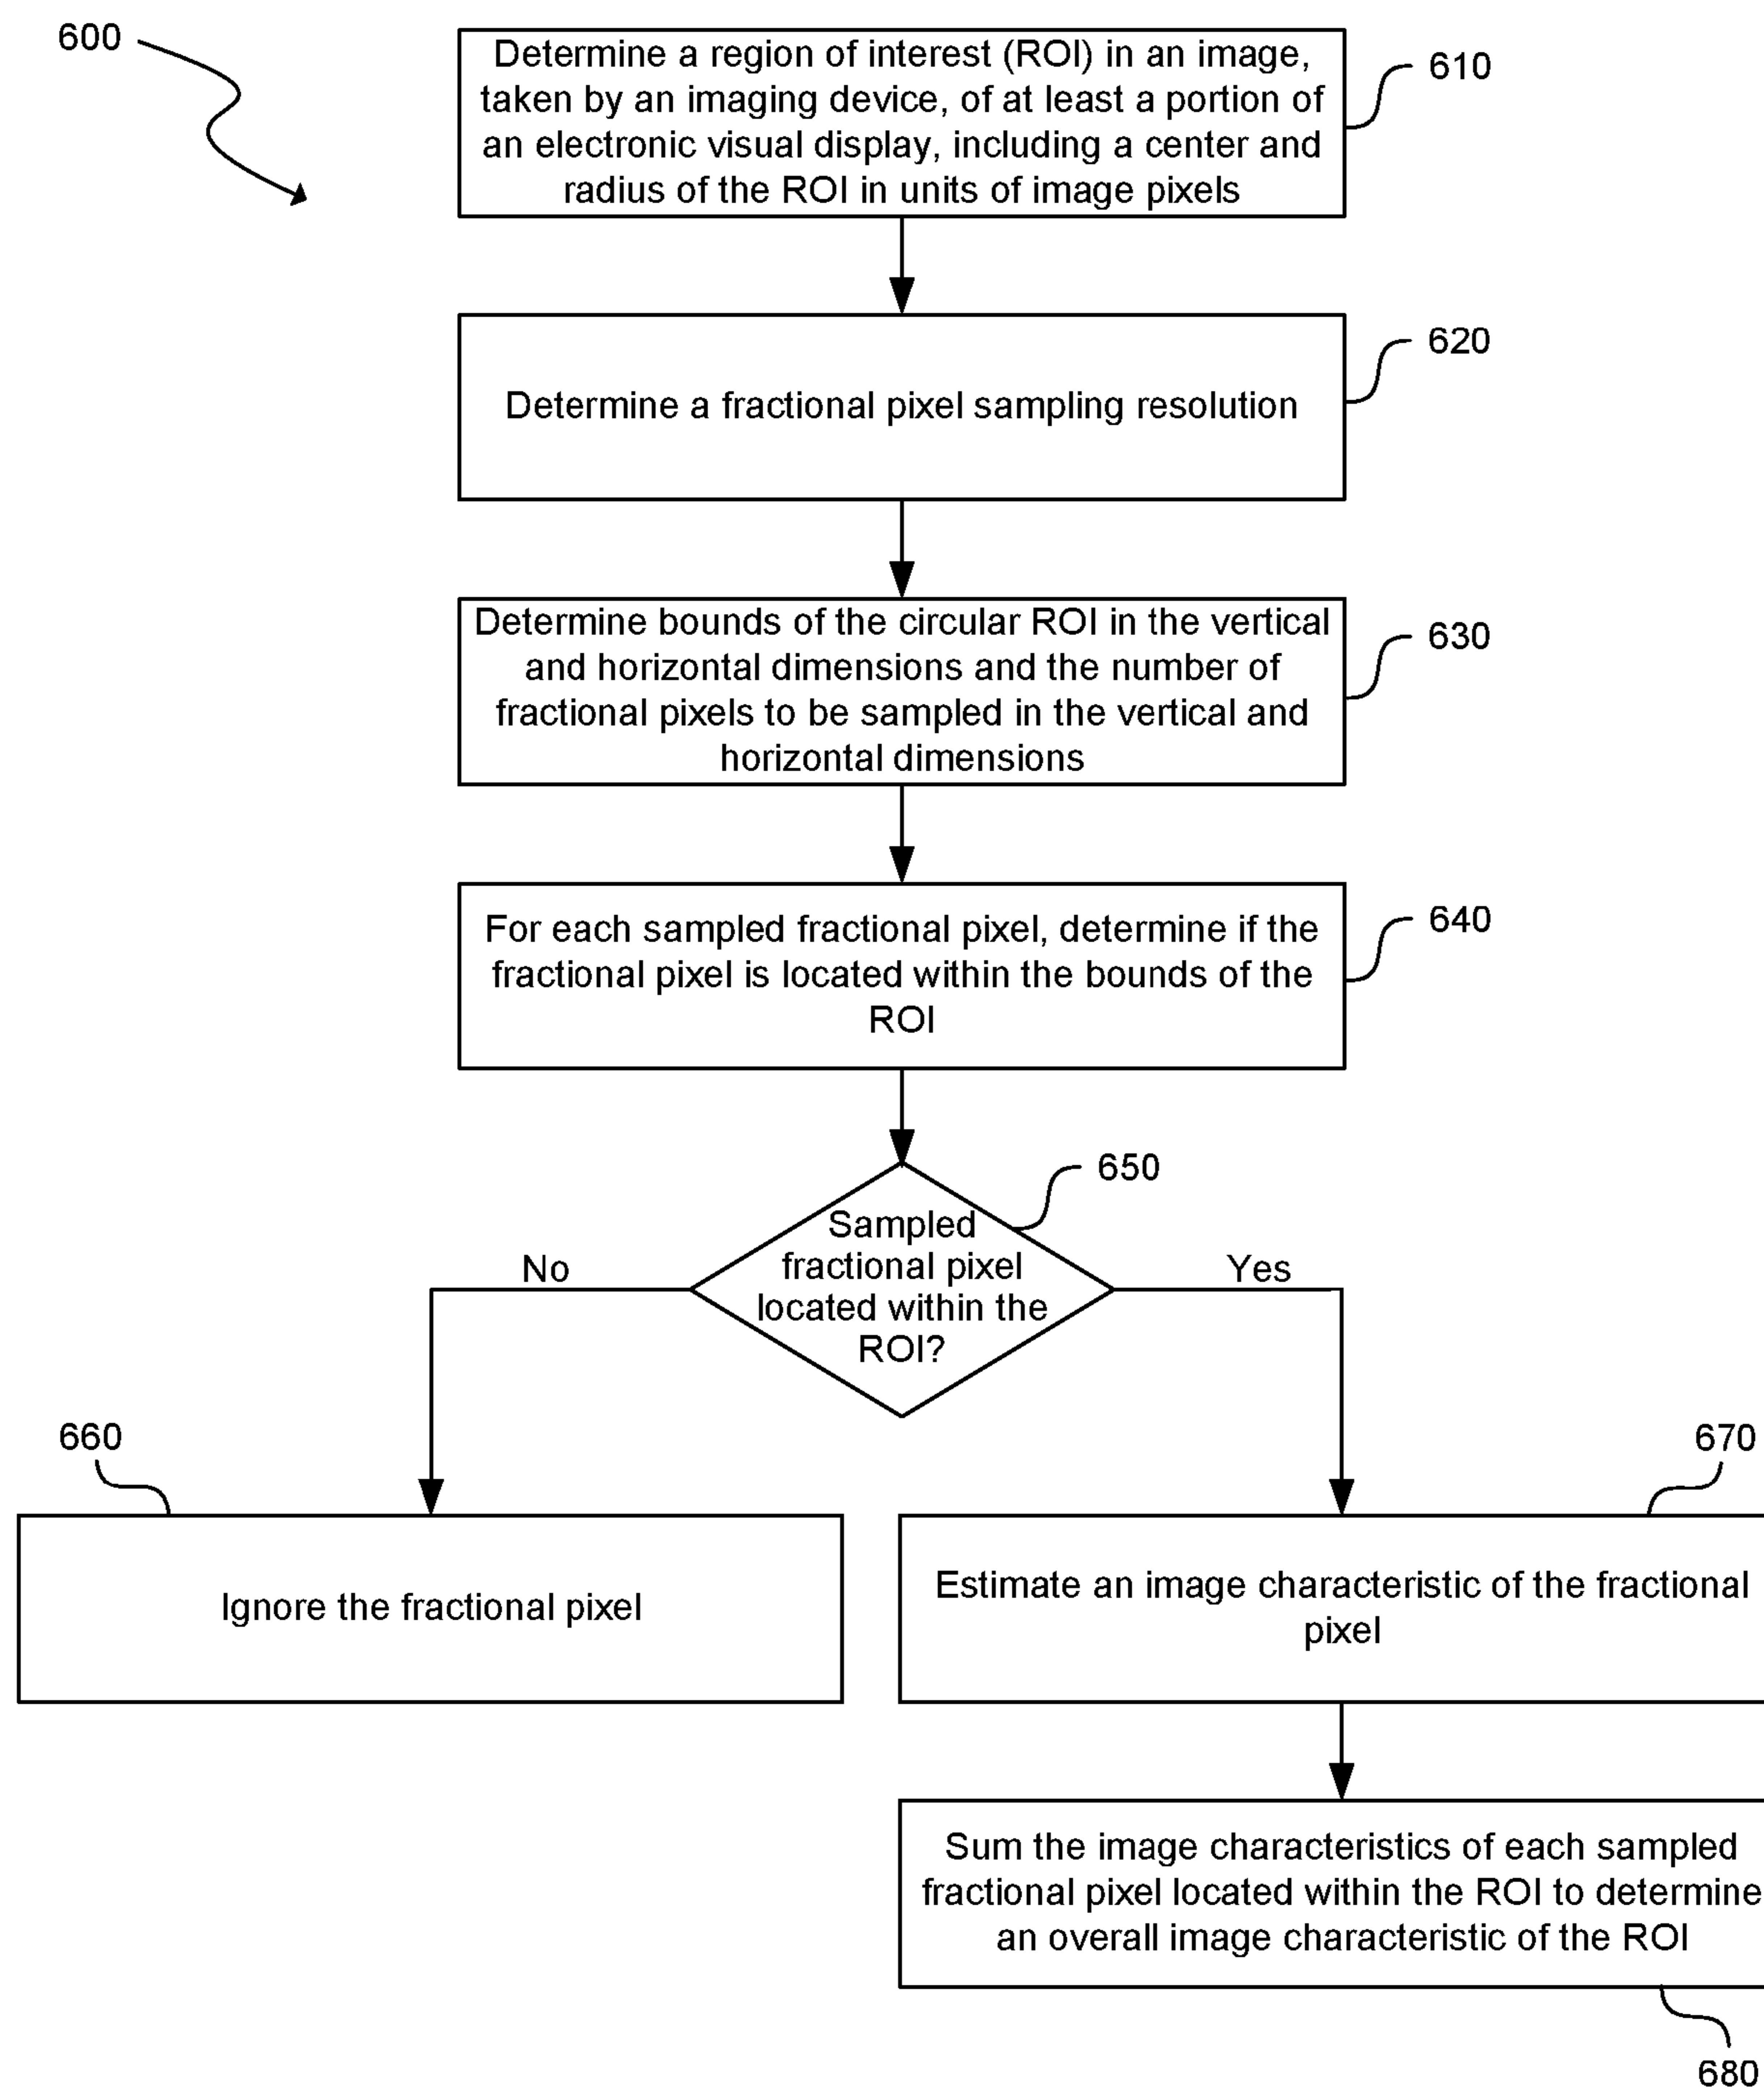 600
Determine a region of interest (ROI) in an image,
taken by an imaging device, of at least a portion of
an electronic visual display, including a center and
radius of the ROI in units of image pixels
610
Determine a fractional pixel sampling resolution
620
Determine bounds of the circular ROI in the vertical
and horizontal dimensions and the number of
fractional pixels to be sampled in the vertical and
horizontal dimensions
630
For each sampled fractional pixel, determine if the
fractional pixel is located within the bounds of the
ROI
640
650
Sampled
fractional pixel
located within the
ROI?
No
Yes
660
Ignore the fractional pixel
670
Estimate an image characteristic of the fractional
pixel
Sum the image characteristics of each sampled
fractional pixel located within the ROI to determine
an overall image characteristic of the ROI
680